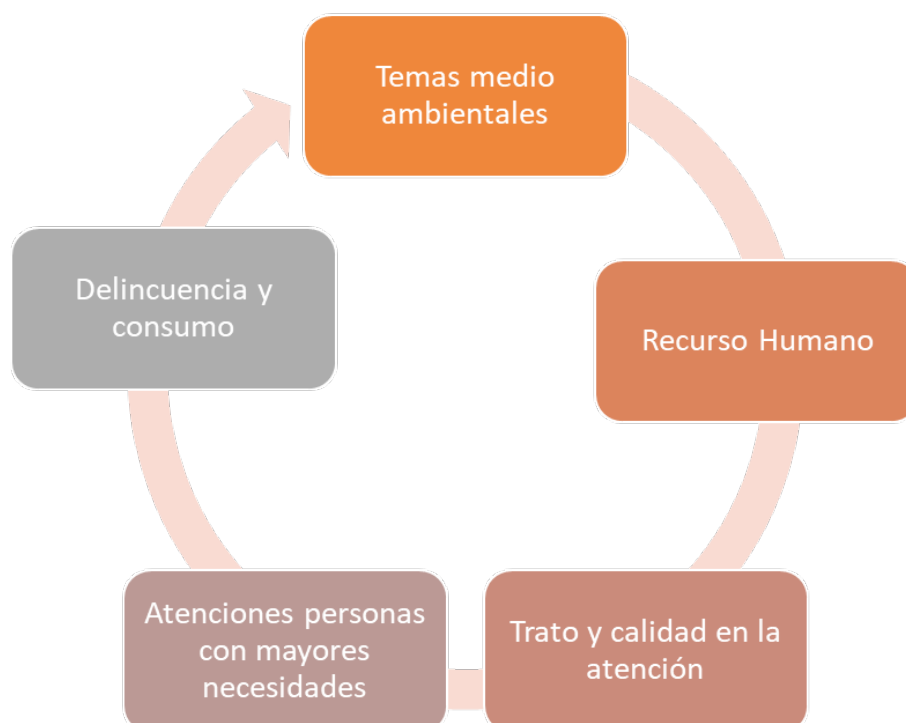 Temas medio
ambientales
Recurso Humano
Trato y calidad en la
atención
Atenciones personas
con mayores
necesidades
Delincuencia y
consumo